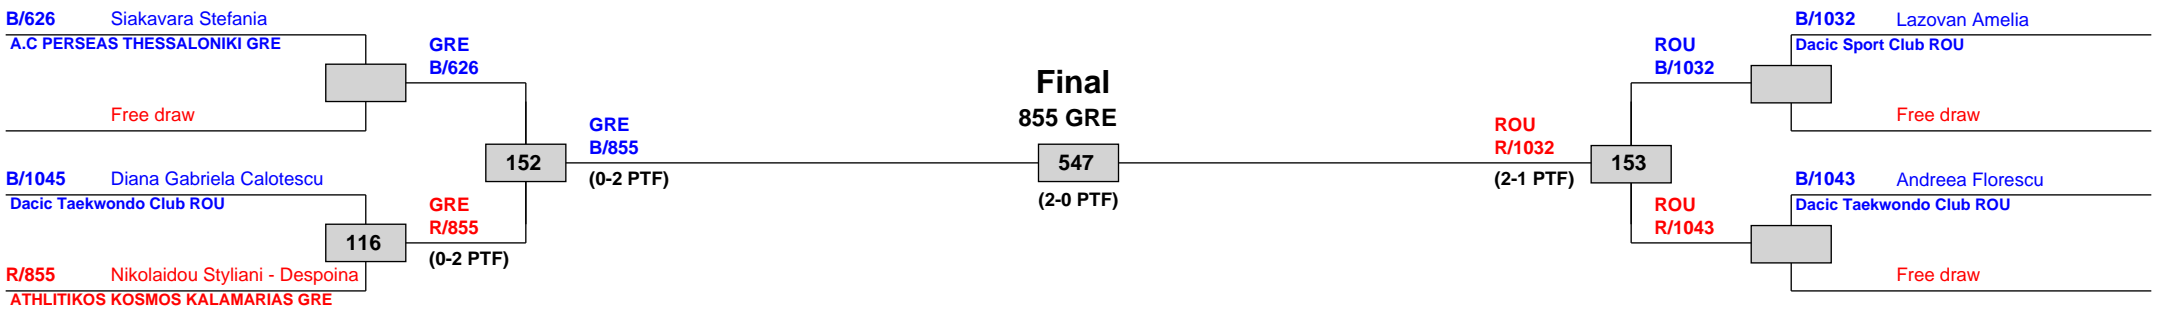 B/626 Siakavara Stefania
A.C PERSEAS THESSALONIKI GRE
GRE
B/626
Free draw
B/1045 Diana Gabriela Calotescu
Dacic Taekwondo Club ROU
116
R/855 Nikolaidou Styliani - Despoina
ATHLITIKOS KOSMOS KALAMARIAS GRE
GRE
R/855
(0-2 PTF)
152
GRE
B/855
(0-2 PTF)
Final
855 GRE
547
(2-0 PTF)
ROU
R/1032
(2-1 PTF)
153
ROU
B/1032
ROU
R/1043
B/1032 Lazovan Amelia
Dacic Sport Club ROU
Free draw
B/1043 Andreea Florescu
Dacic Taekwondo Club ROU
Free draw